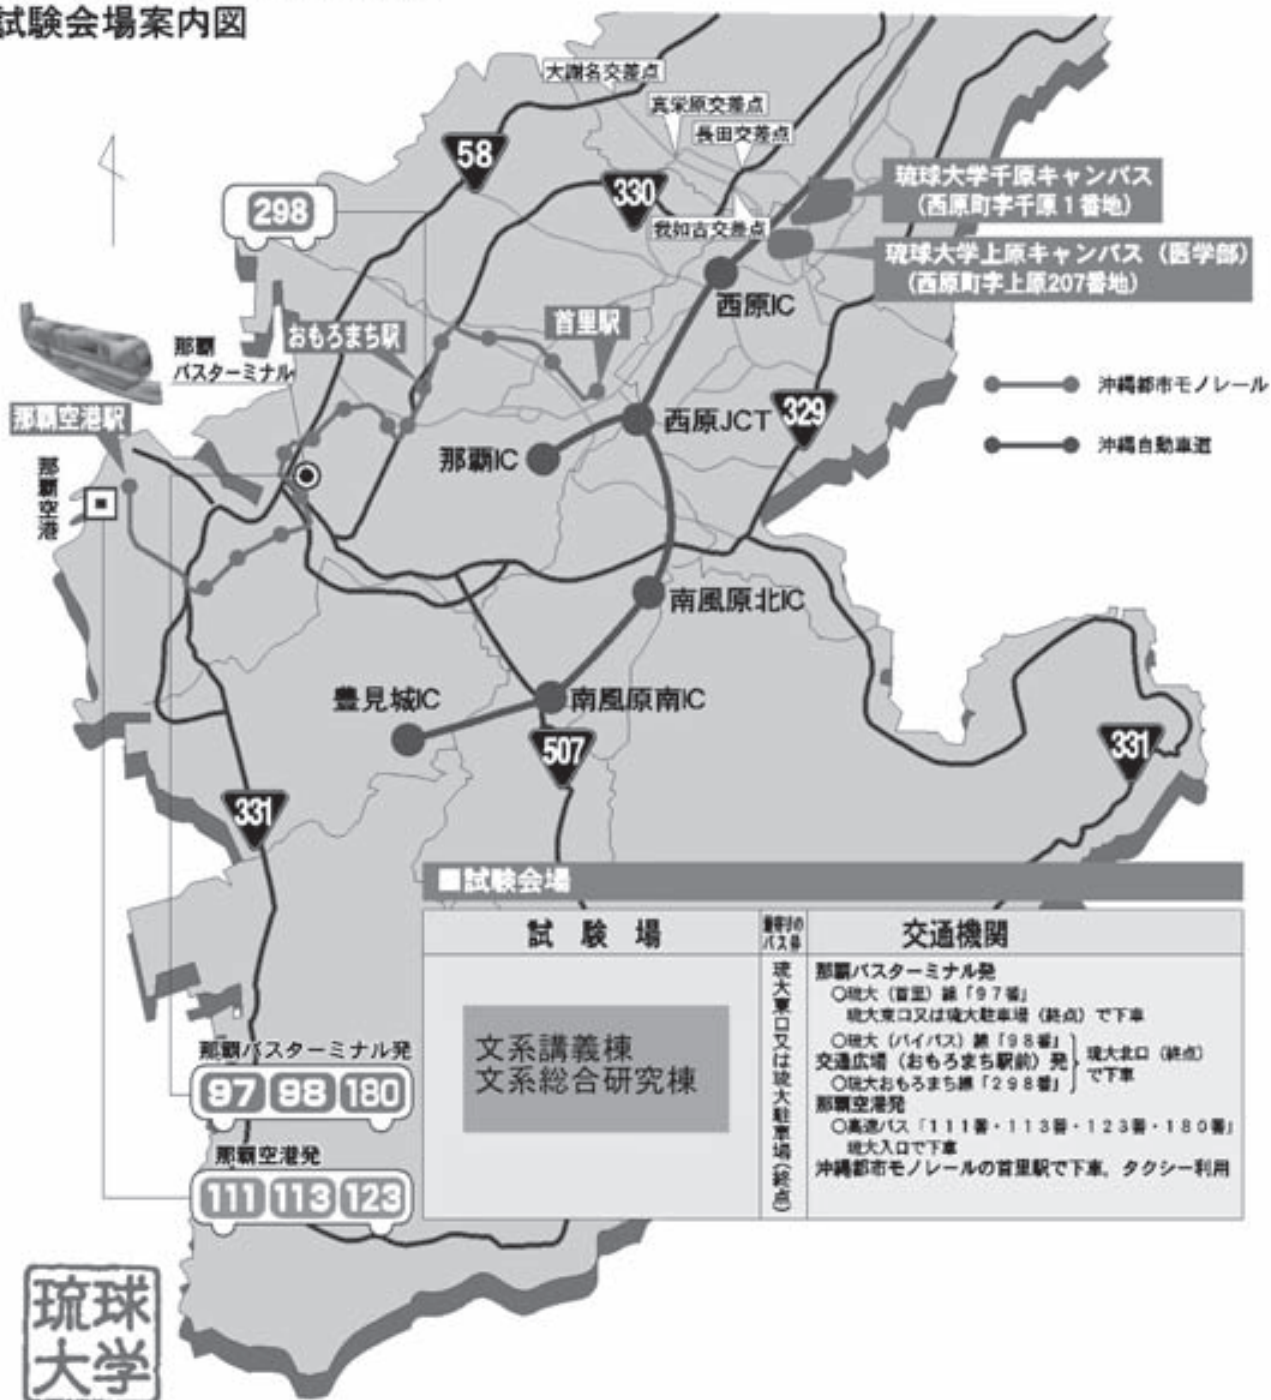 試験会場案内図
大謝名交差点
真栄原交差点
長田交差点
58
330
298
我如古交差点
琉球大学千原キャンパス
(西原町字千原1番地)
琉球大学上原キャンパス(医学部)
(西原町字上原207番地)
西原IC
首里駅
おもろまち駅
那覇
バスターミナル
那覇空港駅
那覇空港
沖縄都市モノレール
沖縄自動車道
西原JCT
329
那覇IC
南風原北IC
豊見城IC
南風原南IC
507
331
331
■試験会場
試験場
最寄りの
バス停
交通機関
文系講義棟
文系総合研究棟
琉大東口又は琉大駐車場(終点)
那覇バスターミナル発
○琉大(首里)線「97番」
琉大東口又は琉大駐車場(終点)で下車
○琉大(バイパス)線「98番」
交通広場(おもろまち駅前)発
○琉大おもろまち線「298番」
琉大北口(終点)
で下車
那覇空港発
○高速バス「111番・113番・123番・180番」
琉大入口で下車
沖縄都市モノレールの首里駅で下車。タクシー利用
那覇バスターミナル発
97 98 180
那覇空港発
111 113 123
琉球
大学